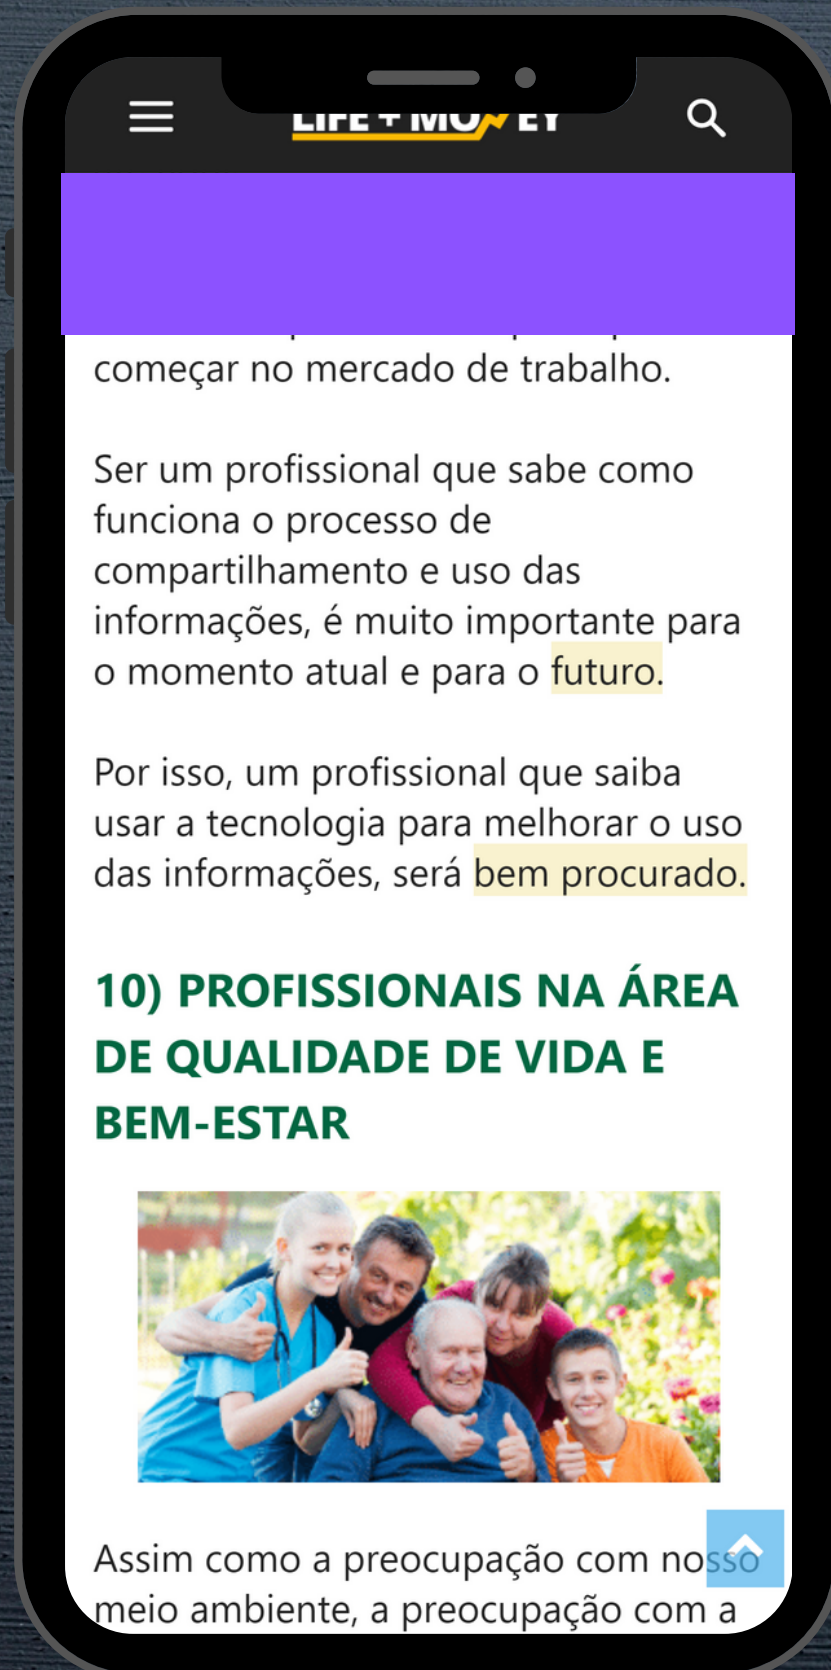 LIFE + MONEY
começar no mercado de trabalho.
Ser um profissional que sabe como
funciona o processo de
compartilhamento e uso das
informações, é muito importante para
o momento atual e para o futuro.
Por isso, um profissional que saiba
usar a tecnologia para melhorar o uso
das informações, será bem procurado.
10) PROFISSIONAIS NA ÁREA
DE QUALIDADE DE VIDA E
BEM-ESTAR
Assim como a preocupação com nosso
meio ambiente, a preocupação com a